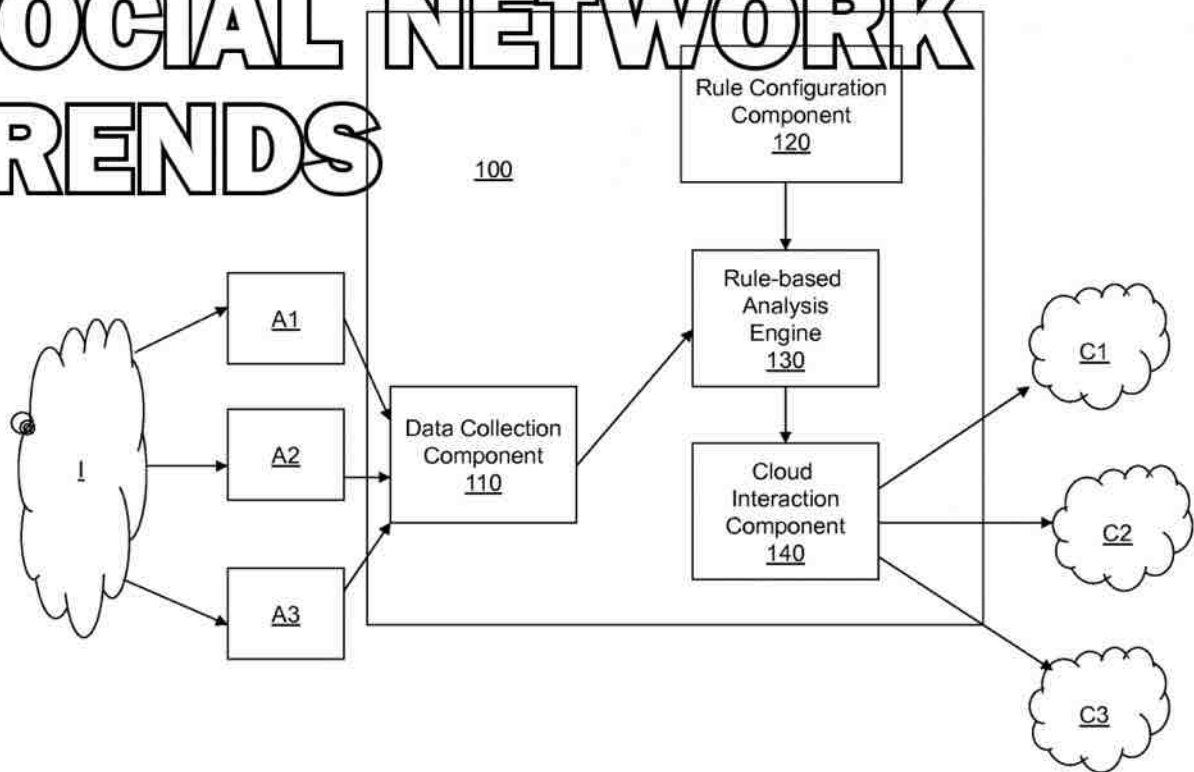 OCIAL NETWORK
RENDS
Rule Configuration
Component
120
100
Rule-based
Analysis
Engine
130
A1
C1
Data Collection
Component
110
I
A2
Cloud
Interaction
Component
140
C2
A3
C3